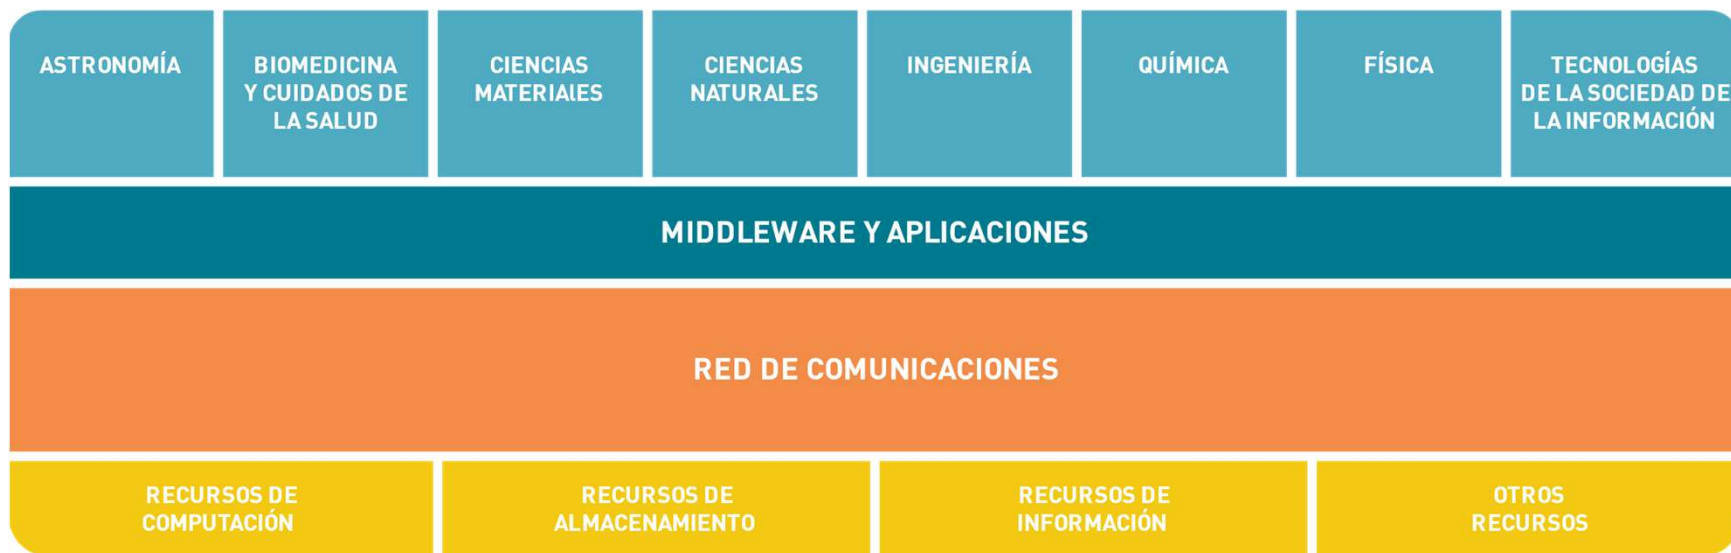 ASTRONOMÍA
BIOMEDICINA
Y CUIDADOS DE
LA SALUD
CIENCIAS
MATERIAlES
CIENCIAS
NATURALES
INGENIERÍA
QUÍMICA
FÍSICA
TECNOLOGÍAS
DE LA SOCIEDAD DE
LA INFORMACIÓN
MIDDLEWARE Y APLICACIONES
RED DE COMUNICACIONES
RECURSOS DE
COMPUTACIÓN
RECURSOS DE
ALMACENAMIENTO
RECURSOS DE
INFORMACIÓN
OTROS
RECURSOS